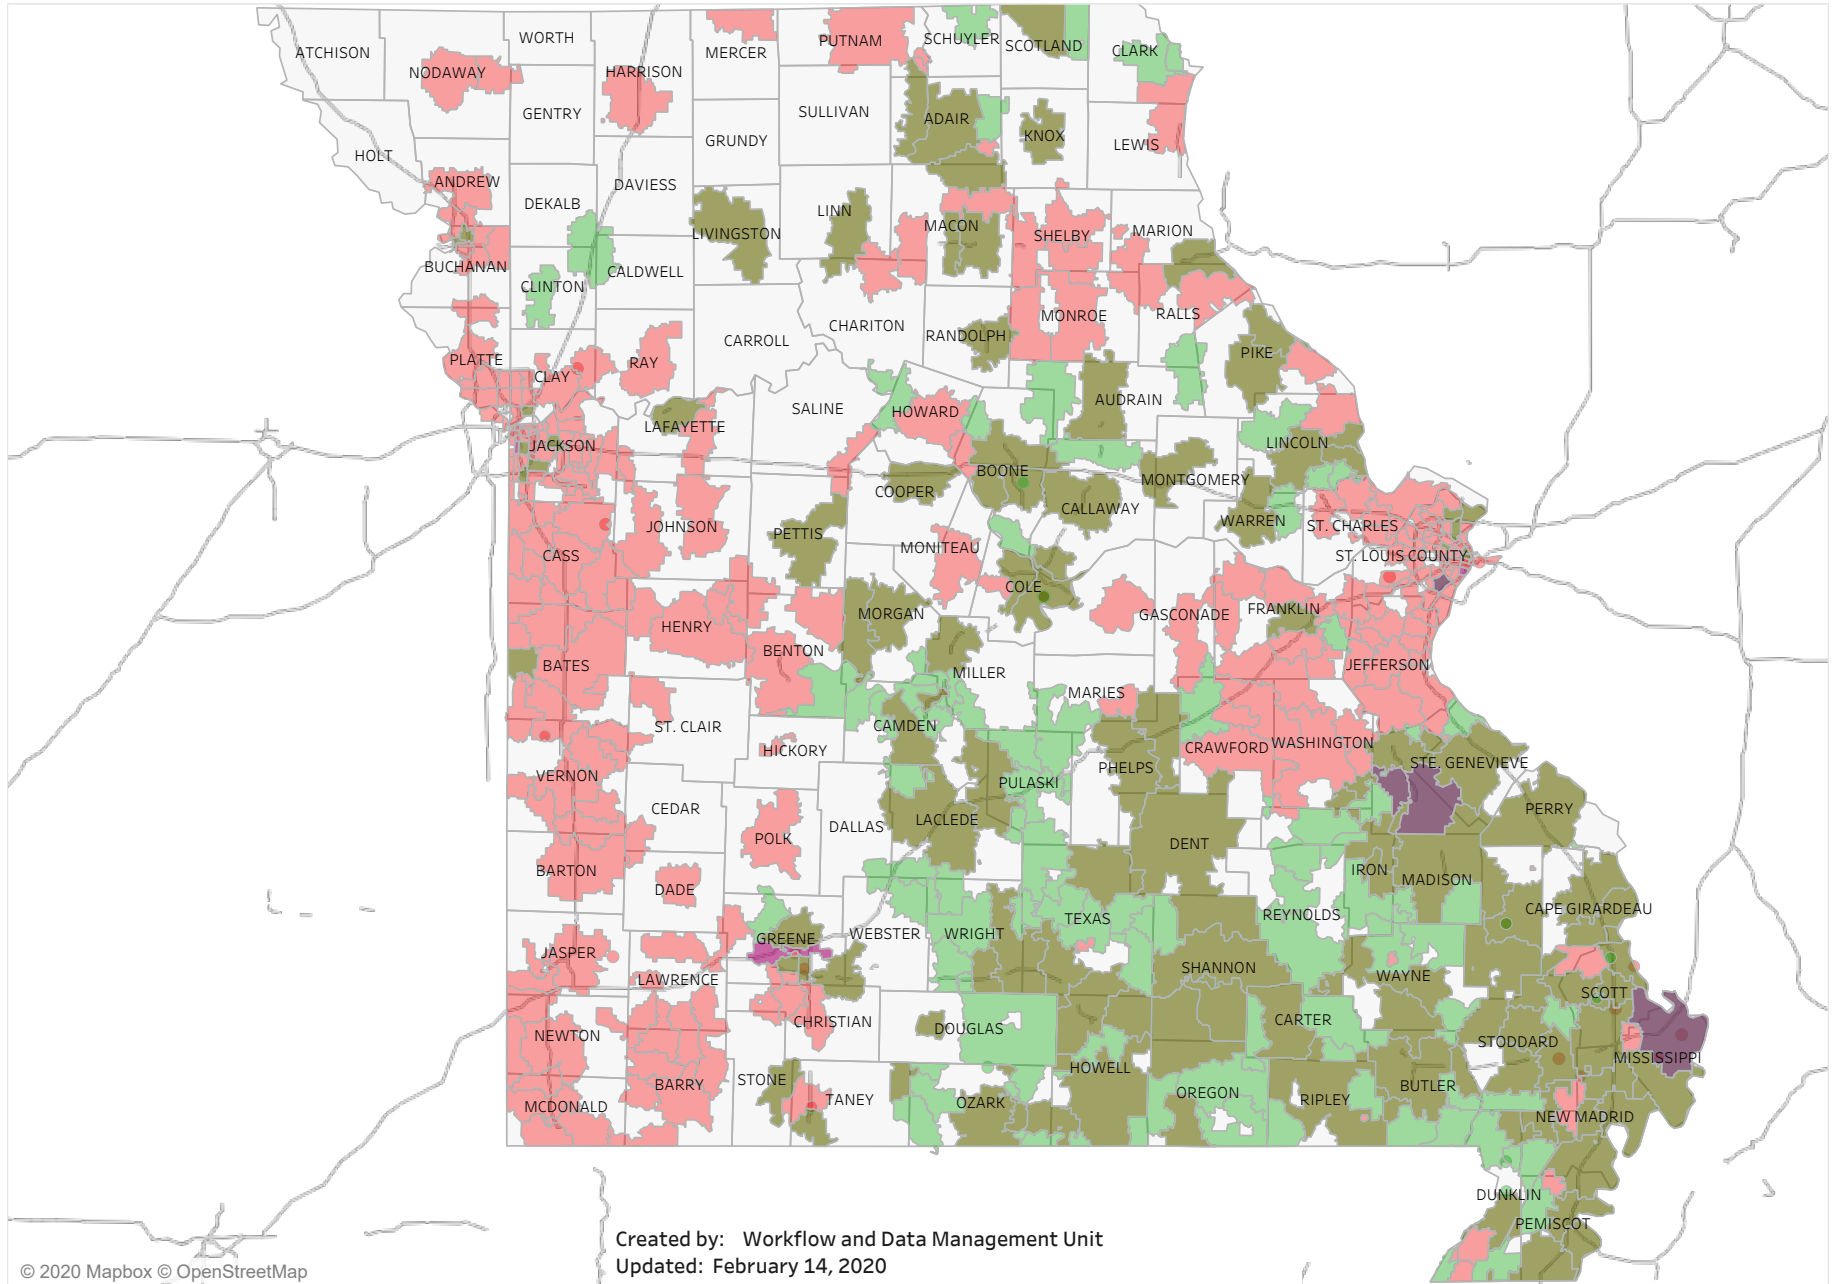 ATCHISON
WORTH
NODAWAY
HARRISON
MERCER
PUTNAM
SCHUYLER
SCOTLAND
CLARK
GENTRY
SULLIVAN
ADAIR
KNOX
LEWIS
HOLT
GRUNDY
ANDREW
DAVIESS
DEKALB
LINN
LIVINGSTON
MACON
SHELBY
MARION
BUCHANAN
CALDWELL
CLINTON
CHARITON
RANDOLPH
MONROE
RALLS
CARROLL
PIKE
PLATTE
RAY
CLAY
SALINE
HOWARD
AUDRAIN
LAFAYETTE
JACKSON
LINCOLN
BOONE
COOPER
MONTGOMERY
CALLAWAY
JOHNSON
PETTIS
WARREN
ST. CHARLES
CASS
MONITEAU
ST. LOUIS COUNTY
COLE
HENRY
MORGAN
GASCONADE
FRANKLIN
BATES
BENTON
MILLER
JEFFERSON
MARIES
ST. CLAIR
CAMDEN
HICKORY
CRAWFORD
WASHINGTON
VERNON
PHELPS
STE. GENEVIEVE
PULASKI
CEDAR
POLK
DALLAS
LACLEDE
DENT
PERRY
BARTON
DADE
IRON
MADISON
TEXAS
REYNOLDS
CAPE GIRARDEAU
GREENE
WEBSTER
WRIGHT
JASPER
LAWRENCE
SHANNON
WAYNE
SCOTT
NEWTON
CHRISTIAN
DOUGLAS
CARTER
STODDARD
MISSISSIPPI
HOWELL
BARRY
STONE
TANEY
OZARK
OREGON
RIPLEY
BUTLER
MCDONALD
NEW MADRID
DUNKLIN
PEMISCOT
Created by: Workflow and Data Management Unit
Updated: February 14, 2020
© 2020 Mapbox © OpenStreetMap